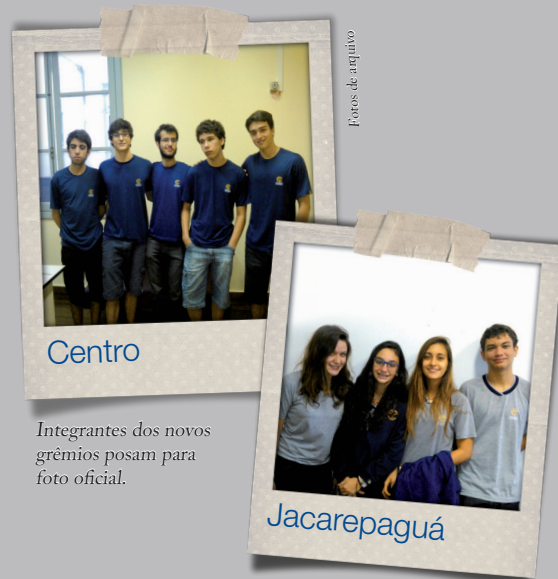 Fotos de arquivo
Centro
Integrantes dos novos
grêmios posam para
foto oficial.
Jacarepaguá